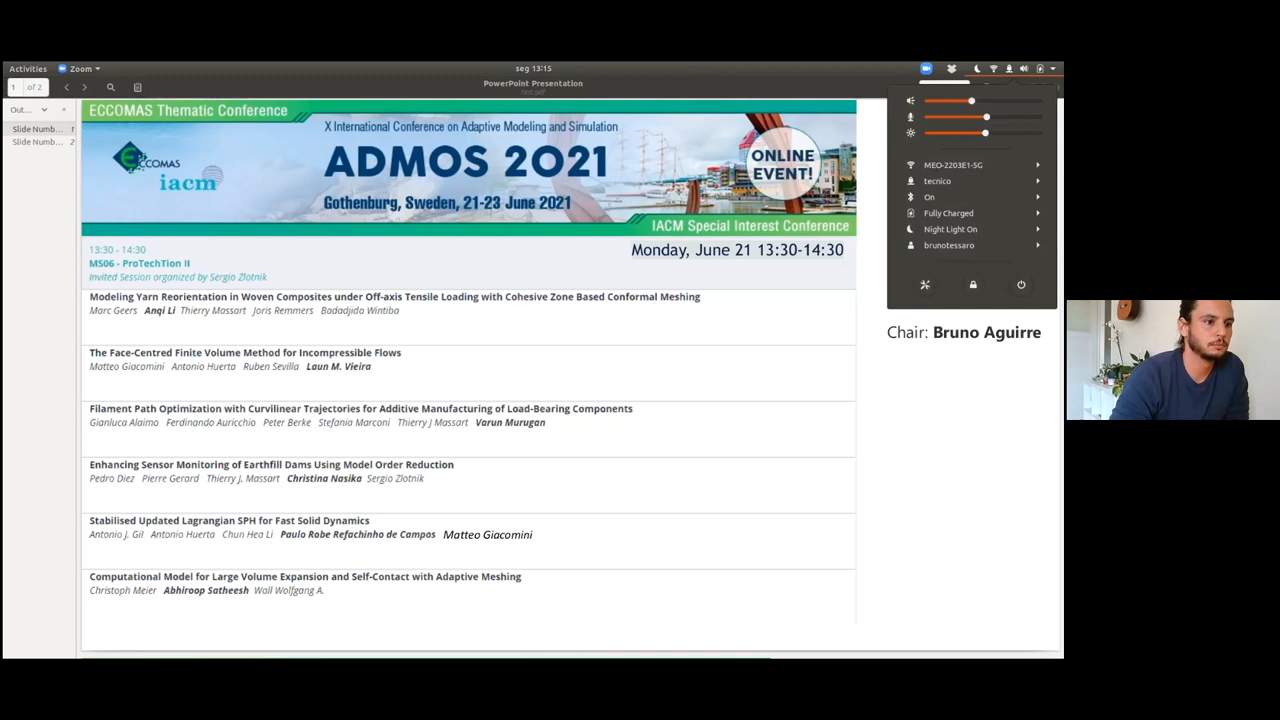 Activities
Zoom
seg 13:15
1 of 2
PowerPoint Presentation
test.pdf
Out...
Slide Numb... 1
Slide Numb... 2
ECCOMAS Thematic Conference
X International Conference on Adaptive Modeling and Simulation
ADMOS 2021
Gothenburg, Sweden, 21-23 June 2021
ECCOMAS
iacm
ONLINE
EVENT!
IACM Special Interest Conference
13:30 - 14:30
Monday, June 21 13:30-14:30
MS06 - ProTechTion II
Invited Session organized by Sergio Zlotnik
Modeling Yarn Reorientation in Woven Composites under Off-axis Tensile Loading with Cohesive Zone Based Conformal Meshing
Marc Geers Anqi Li Thierry Massart Joris Remmers Badadjida Wintiba
The Face-Centred Finite Volume Method for Incompressible Flows
Matteo Giacomini Antonio Huerta Ruben Sevilla Laun M. Vieira
Filament Path Optimization with Curvilinear Trajectories for Additive Manufacturing of Load-Bearing Components
Gianluca Alaimo Ferdinando Auricchio Peter Berke Stefania Marconi Thierry J Massart Varun Murugan
Enhancing Sensor Monitoring of Earthfill Dams Using Model Order Reduction
Pedro Diez Pierre Gerard Thierry J. Massart Christina Nasika Sergio Zlotnik
Stabilised Updated Lagrangian SPH for Fast Solid Dynamics
Antonio J. Gil Antonio Huerta Chun Hea Li Paulo Robe Refachinho de Campos Matteo Giacomini
Computational Model for Large Volume Expansion and Self-Contact with Adaptive Meshing
Christoph Meier Abhiroop Satheesh Wall Wolfgang A.
MEO-2203E1-5G
tecnico
On
Fully Charged
Night Light On
brunotessaro
Chair: Bruno Aguirre